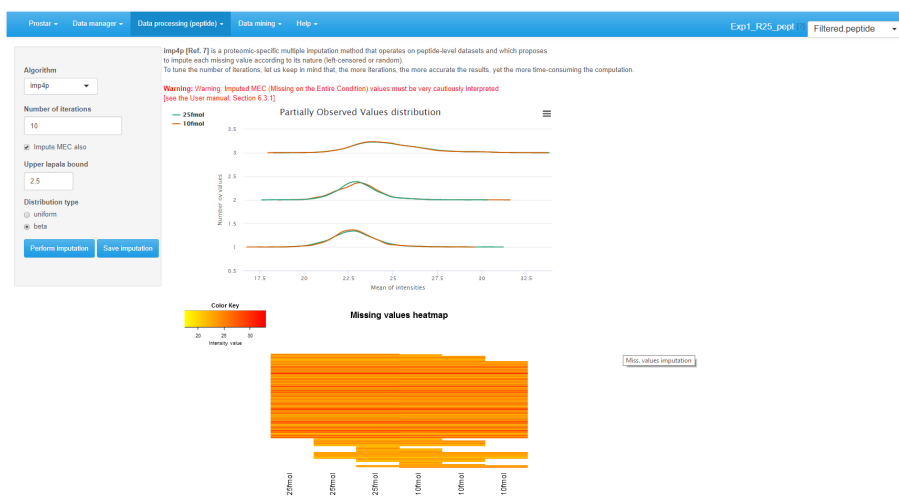 Prostar Data manager Data processing (peptide) Data mining Help Exp1_R25_pept Filtered.peptide
imp4p [Ref. 7] is a proteomic-specific multiple imputation method that operates on peptide-level datasets and which proposes
to impute each missing value according to its nature (left-censored or random).
To tune the number of iterations, let us keep in mind that, the more iterations, the more accurate the results, yet the more time-consuming the computation.
Warning: Warning: Imputed MEC (Missing on the Entire Condition) values must be very cautiously interpreted
[see the User manual, Section 6.3.1].
Algorithm
imp4p
Number of iterations
10
Impute MEC also
Upper lapala bound
2.5
Distribution type
uniform
beta
Perform imputation Save imputation
Partially Observed Values distribution
25fmol
10fmol
Number ov values
3.5
3
2.5
2
1.5
1
0.5
17.5 20 22.5 25 27.5 30 32.5
Mean of intensities
Color Key
20 25 30
Intensity value
Missing values heatmap
Miss. values imputation
25fmol
25fmol
25fmol
10fmol
10fmol
10fmol